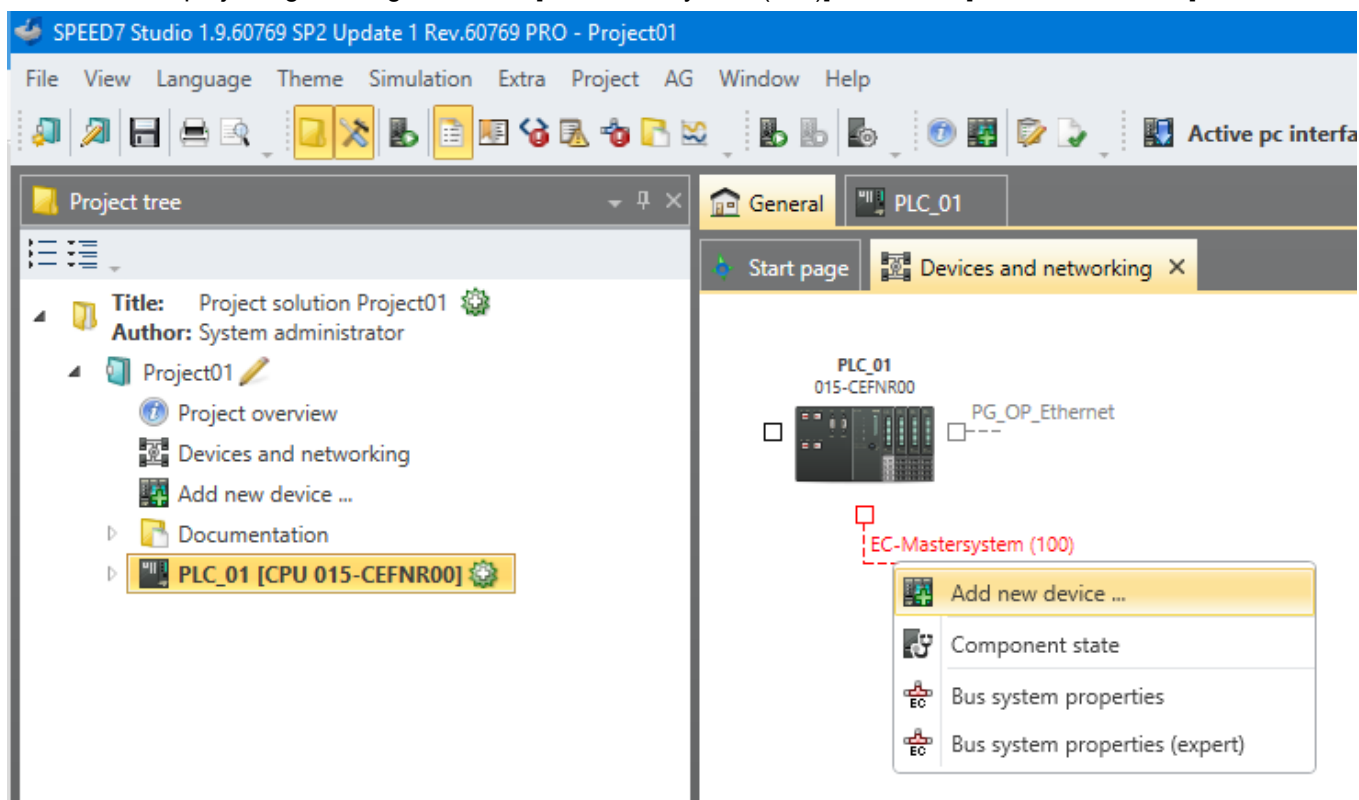 SPEED7 Studio 1.9.60769 SP2 Update 1 Rev.60769 PRO - Project01
File View Language Theme Simulation Extra Project AG Window Help
Active pc interfa
Project tree
General
PLC_01
Start page
Devices and networking
Title: Project solution Project01
Author: System administrator
Project01
Project overview
Devices and networking
Add new device ...
Documentation
PLC_01 [CPU 015-CEFNR00]
PLC_01
015-CEFNR00
PG_OP_Ethernet
EC-Mastersystem (100)
Add new device ...
Component state
EC
Bus system properties
EC
Bus system properties (expert)